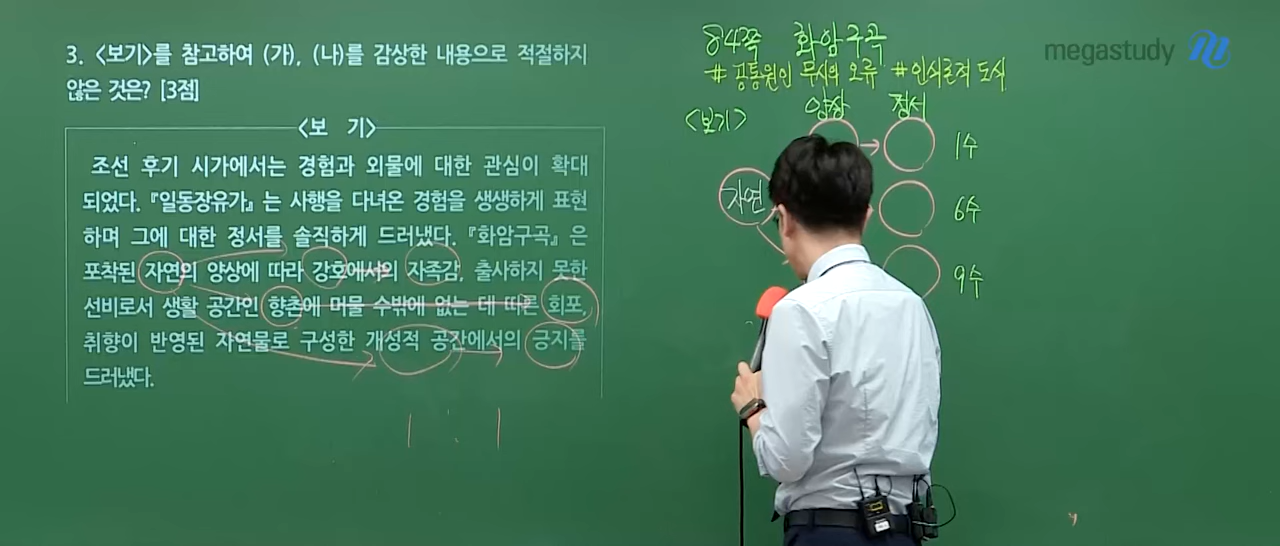 3. <보기>를 참고하여 (가), (나)를 감상한 내용으로 적절하지
않은 것은? [3점]
<보 기>
조선 후기 시가에서는 경험과 외물에 대한 관심이 확대
되었다. 『일동장유가』는 사행을 다녀온 경험을 생생하게 표현
하며 그에 대한 정서를 솔직하게 드러냈다. 『화암구곡』은
포착된 자연의 양상에 따라 강호에서의 자족감, 출사하지 못한
선비로서 생활 공간인 향촌에 머물 수밖에 없는 데 따른 회포,
취향이 반영된 자연물로 구성한 개성적 공간에서의 긍지를
드러냈다.
1 : 1
84쪽 화암구곡
megastudy
# 공통원인 무시의 오류 # 인식론적 도식
<보기> 양상 정서
1수
자연 6수
9수